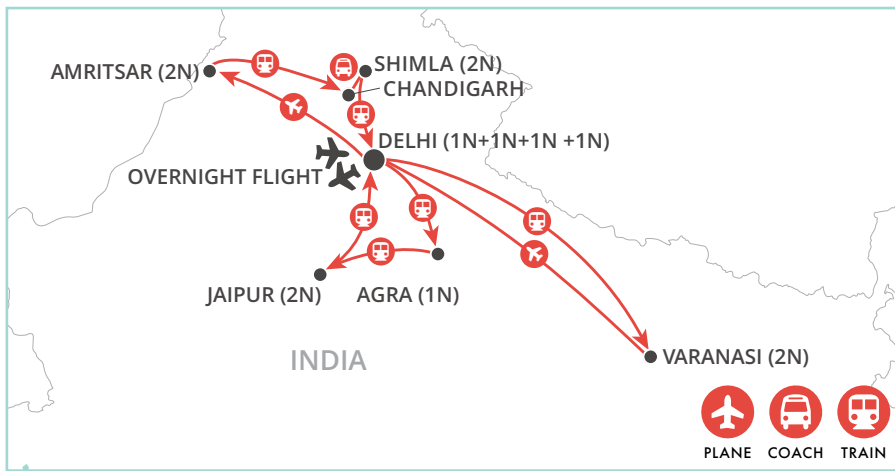 AMRITSAR (2N)
SHIMLA (2N)
CHANDIGARH
DELHI (1N+1N+1N +1N)
OVERNIGHT FLIGHT
JAIPUR (2N)
AGRA (1N)
INDIA
VARANASI (2N)
PLANE
COACH
TRAIN